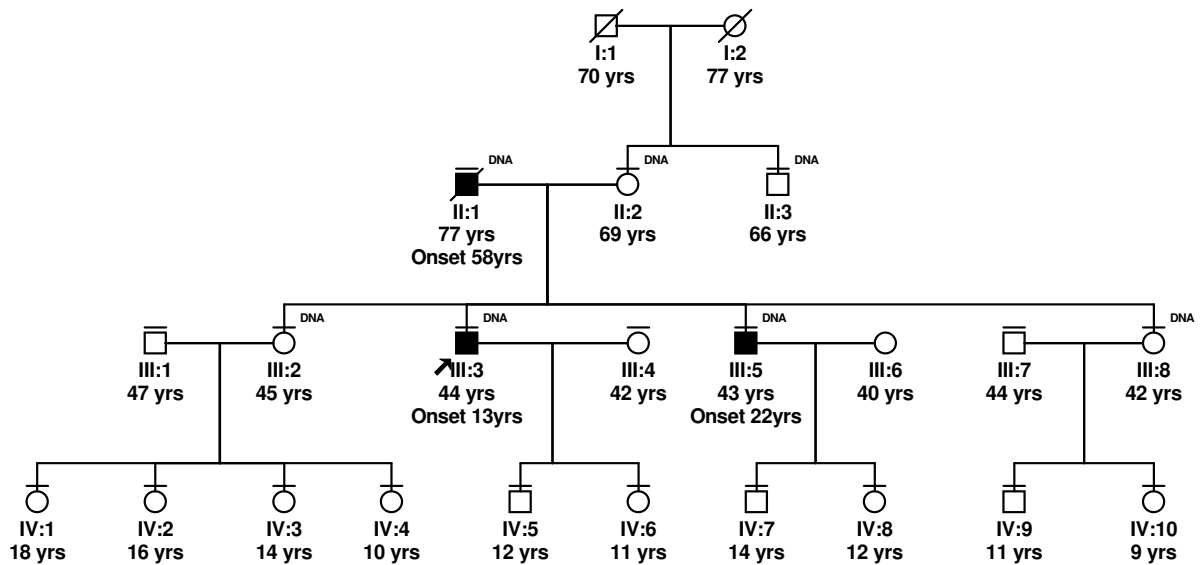 I:1 I:2
70 yrs 77 yrs
DNA DNA DNA
II:1 II:2 II:3
77 yrs 69 yrs 66 yrs
Onset 58yrs
DNA DNA DNA DNA
III:1 III:2 III:3 III:4 III:5 III:6 III:7 III:8
47 yrs 45 yrs 44 yrs 42 yrs 43 yrs 40 yrs 44 yrs 42 yrs
Onset 13yrs Onset 22yrs
IV:1 IV:2 IV:3 IV:4 IV:5 IV:6 IV:7 IV:8 IV:9 IV:10
18 yrs 16 yrs 14 yrs 10 yrs 12 yrs 11 yrs 14 yrs 12 yrs 11 yrs 9 yrs